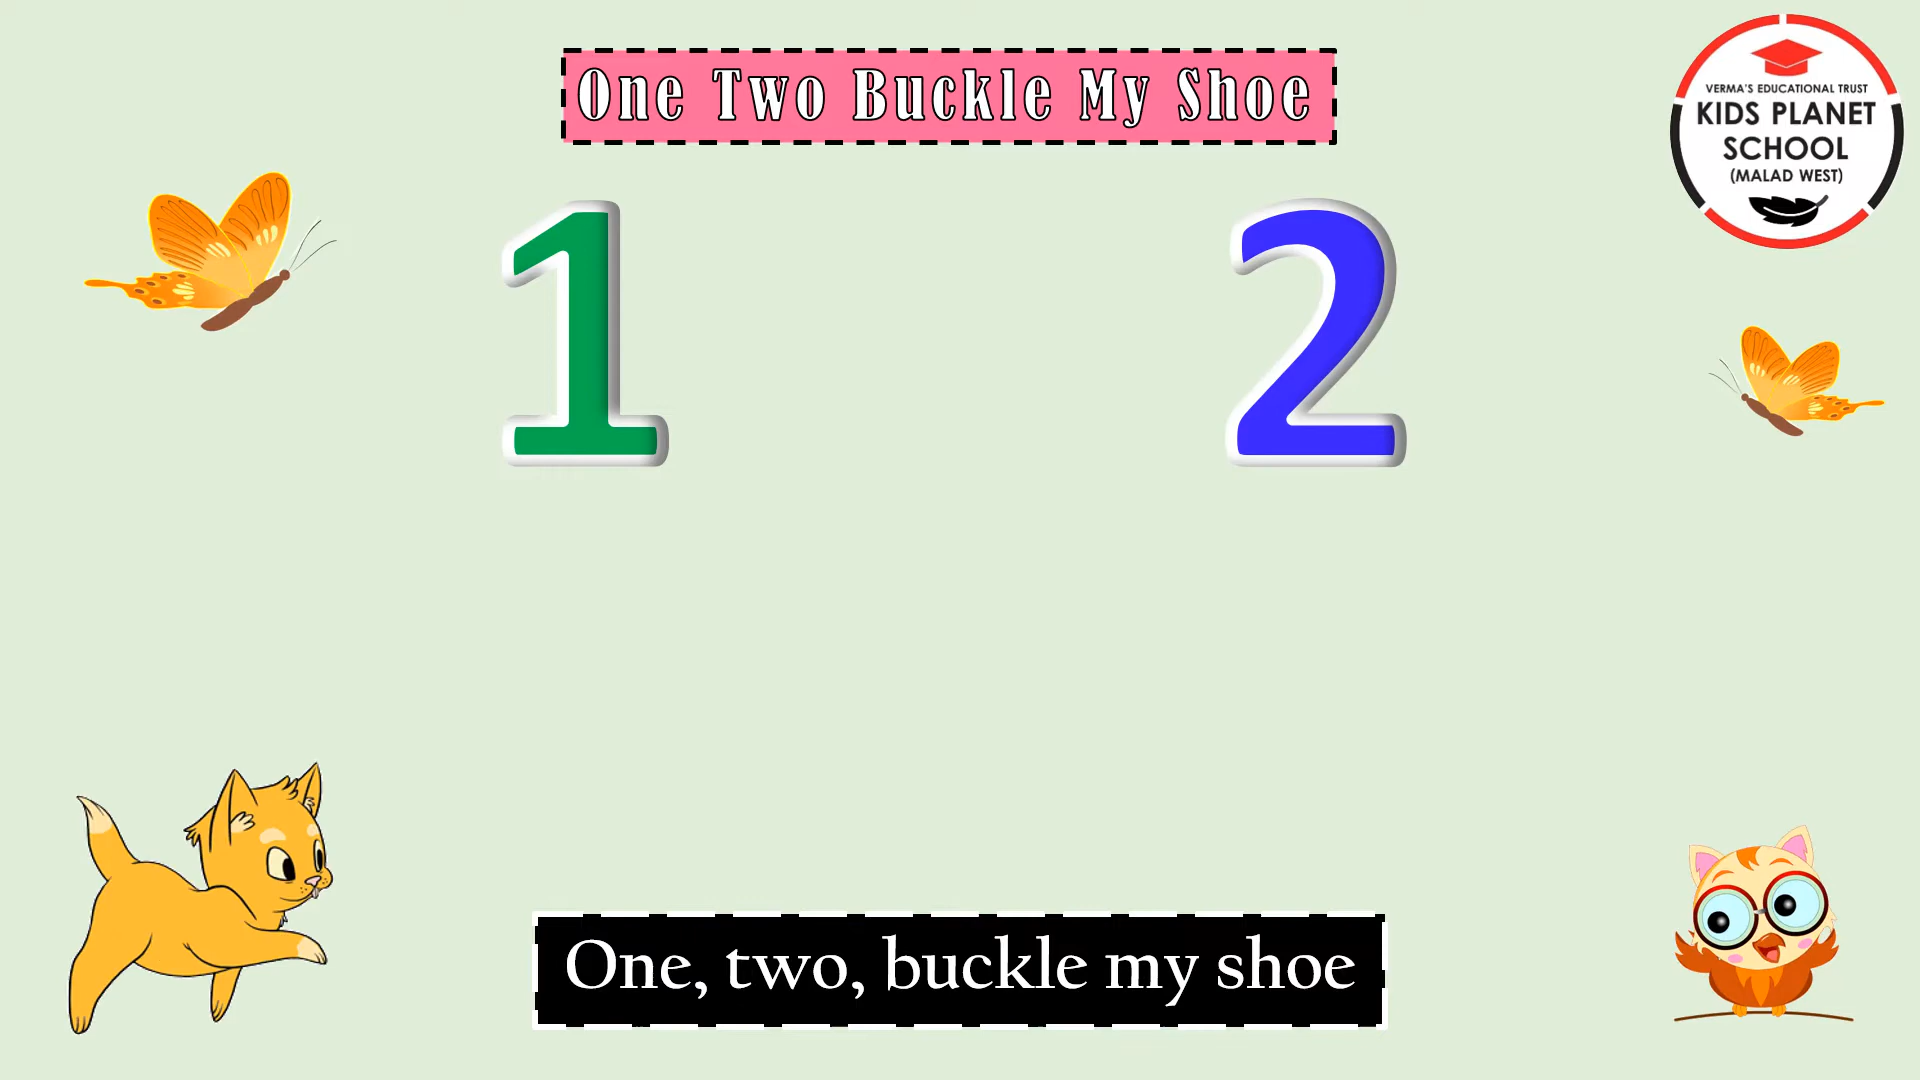 One Two Buckle My Shoe
VERMA'S EDUCATIONAL TRUST
KIDS PLANET
SCHOOL
(MALAD WEST)
1 2
One, two, buckle my shoe